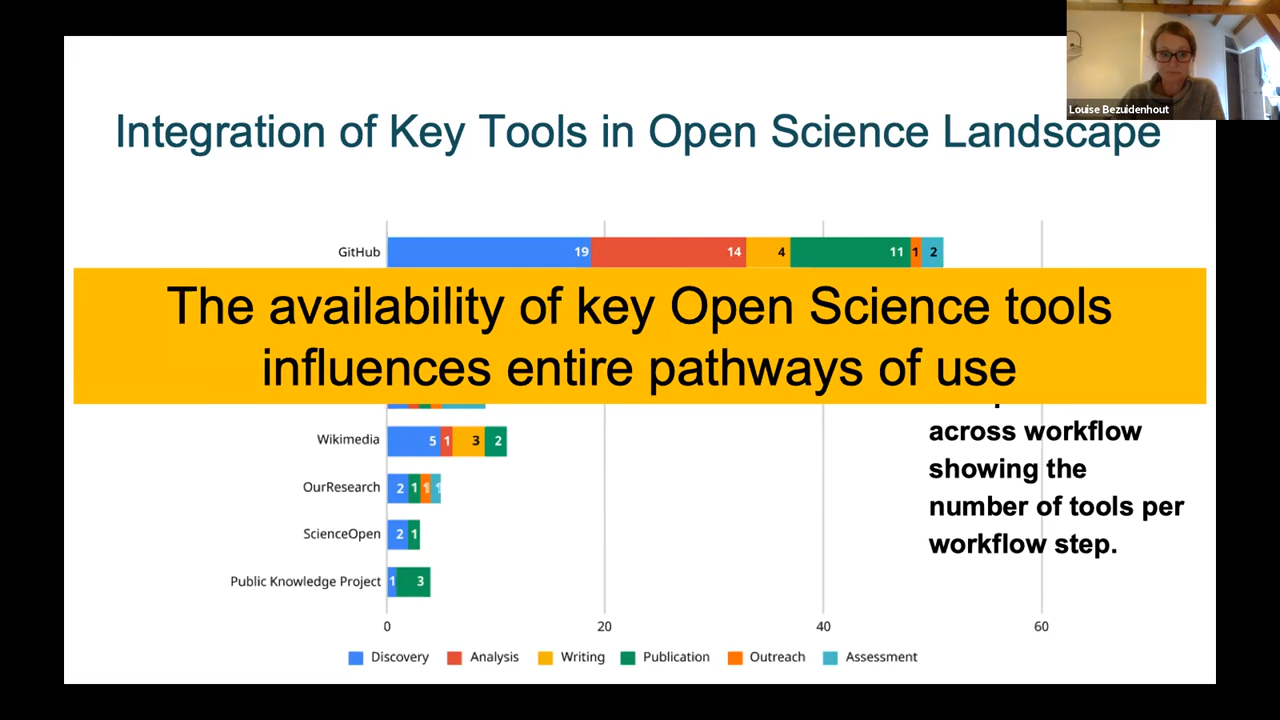 Louise Bezuidenhout
Integration of Key Tools in Open Science Landscape
GitHub 19 14 4 11 1 2
The availability of key Open Science tools
influences entire pathways of use
across workflow
Wikimedia 5 1 3 2
showing the
OurResearch 2 1 1 1
number of tools per
ScienceOpen 2 1
workflow step.
Public Knowledge Project 1 3
0 20 40 60
Discovery Analysis Writing Publication Outreach Assessment